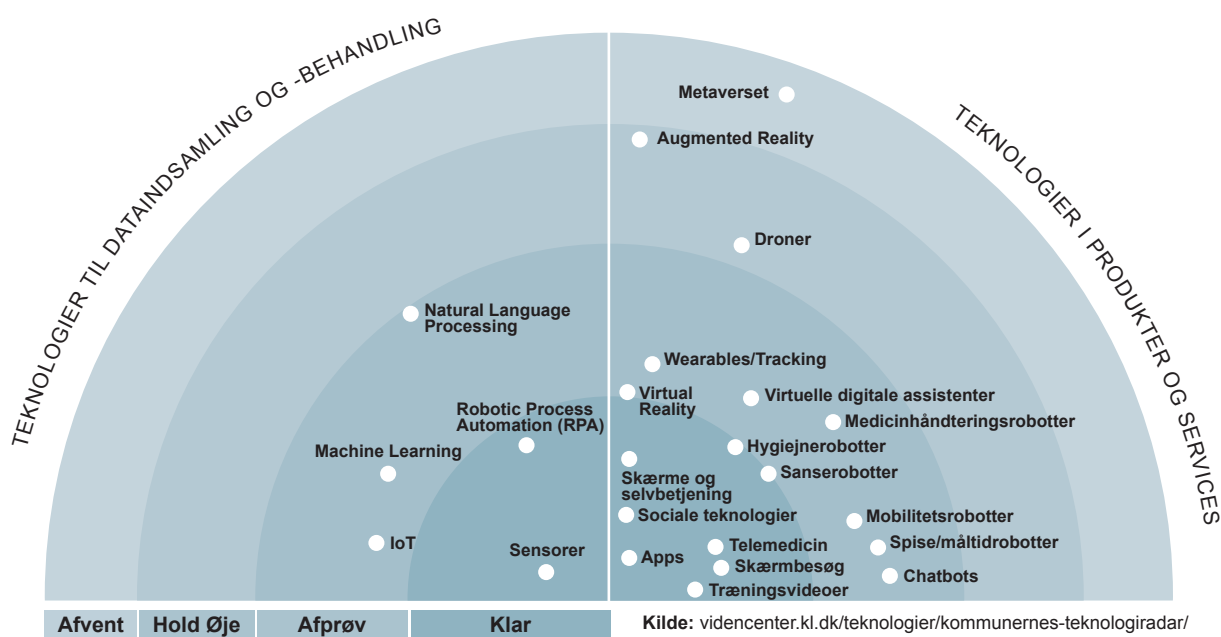 TEKNOLOGIER TIL DATAINDSAMLING OG -BEHANDLING
TEKNOLOGIER I PRODUKTER OG SERVICES
Metaverset
Augmented Reality
Droner
Natural Language
Processing
Wearables/Tracking
Virtual
Reality
Virtuelle digitale assistenter
Medicinhåndteringsrobotter
Robotic Process
Automation (RPA)
Hygiejnerobotter
Machine Learning
Sanserobotter
Skærme og
selvbetjening
Sociale teknologier
Mobilitetsrobotter
IoT
Sensorer
Apps
Telemedicin
Spise/måltidrobotter
Skærmbesøg
Chatbots
Træningsvideoer
Afvent
Hold Øje
Afprøv
Klar
Kilde: videncenter.kl.dk/teknologier/kommunernes-teknologiradar/